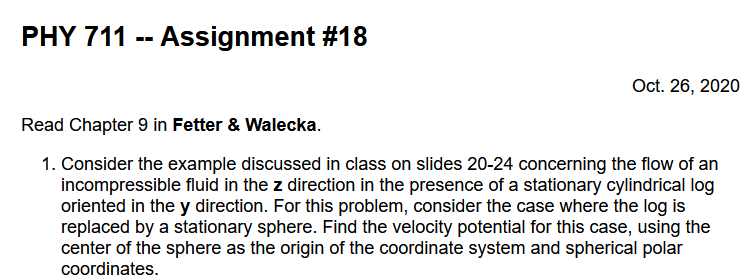 PHY 711 -- Assignment #18
Oct. 26, 2020
Read Chapter 9 in Fetter & Walecka.
1. Consider the example discussed in class on slides 20-24 concerning the flow of an
incompressible fluid in the z direction in the presence of a stationary cylindrical log
oriented in the y direction. For this problem, consider the case where the log is
replaced by a stationary sphere. Find the velocity potential for this case, using the
center of the sphere as the origin of the coordinate system and spherical polar
coordinates.